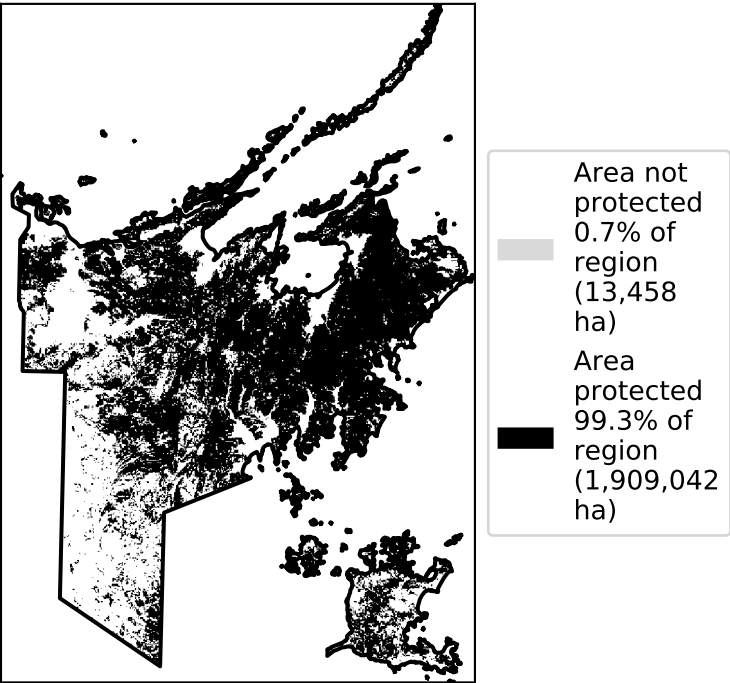 Area not
protected
0.7% of
region
(13,458
ha)
Area
protected
99.3% of
region
(1,909,042
ha)